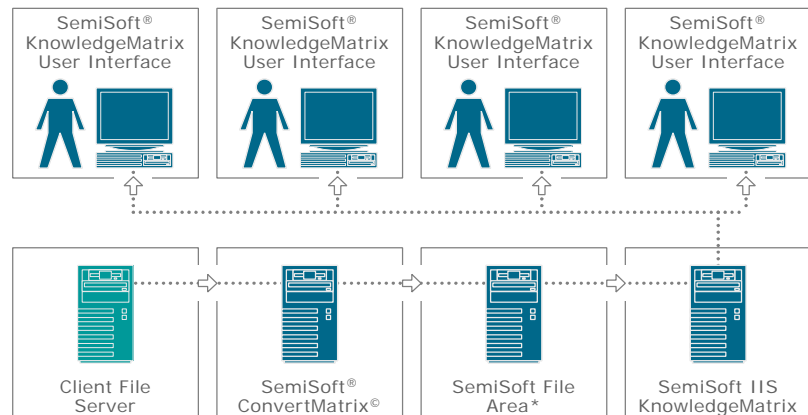 SemiSoft®
KnowledgeMatrix
User Interface
SemiSoft®
KnowledgeMatrix
User Interface
SemiSoft®
KnowledgeMatrix
User Interface
SemiSoft®
KnowledgeMatrix
User Interface
Client File
Server
SemiSoft®
ConvertMatrix©
SemiSoft File
Area*
SemiSoft IIS
KnowledgeMatrix